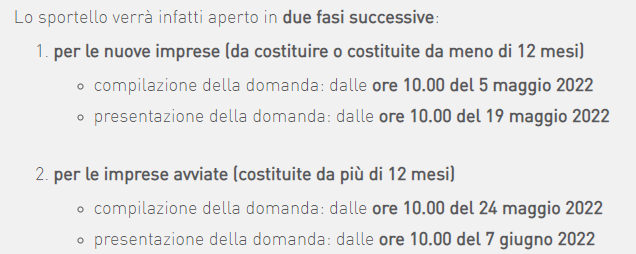 Lo sportello verrà infatti aperto in due fasi successive:
1. per le nuove imprese (da costituire o costituite da meno di 12 mesi)
◦ compilazione della domanda: dalle ore 10.00 del 5 maggio 2022
◦ presentazione della domanda: dalle ore 10.00 del 19 maggio 2022
2. per le imprese avviate (costituite da più di 12 mesi)
◦ compilazione della domanda: dalle ore 10.00 del 24 maggio 2022
◦ presentazione della domanda: dalle ore 10.00 del 7 giugno 2022